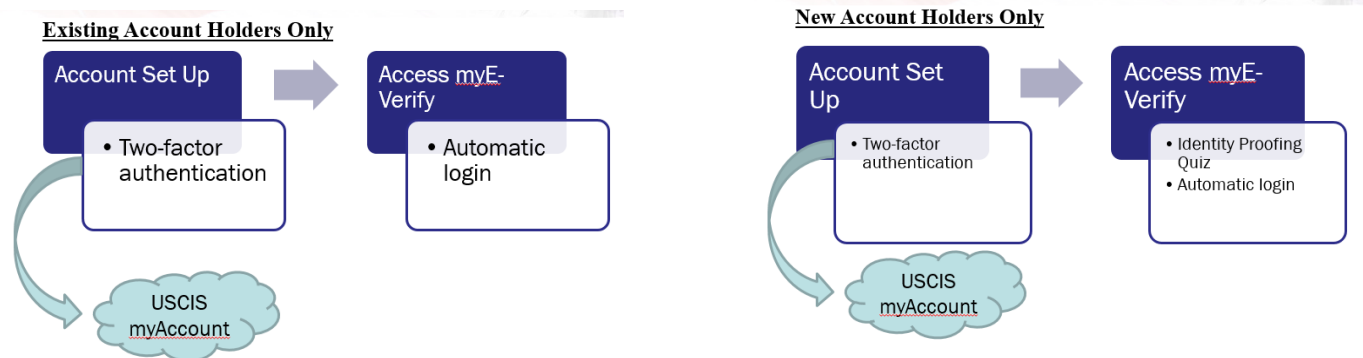 Existing Account Holders Only
Account Set Up
Access myE-
Verify
• Two-factor
authentication
• Automatic
login
USCIS
myAccount
New Account Holders Only
Account Set
Up
Access myE-
Verify
• Two-factor
authentication
• Identity Proofing
Quiz
• Automatic login
USCIS
myAccount